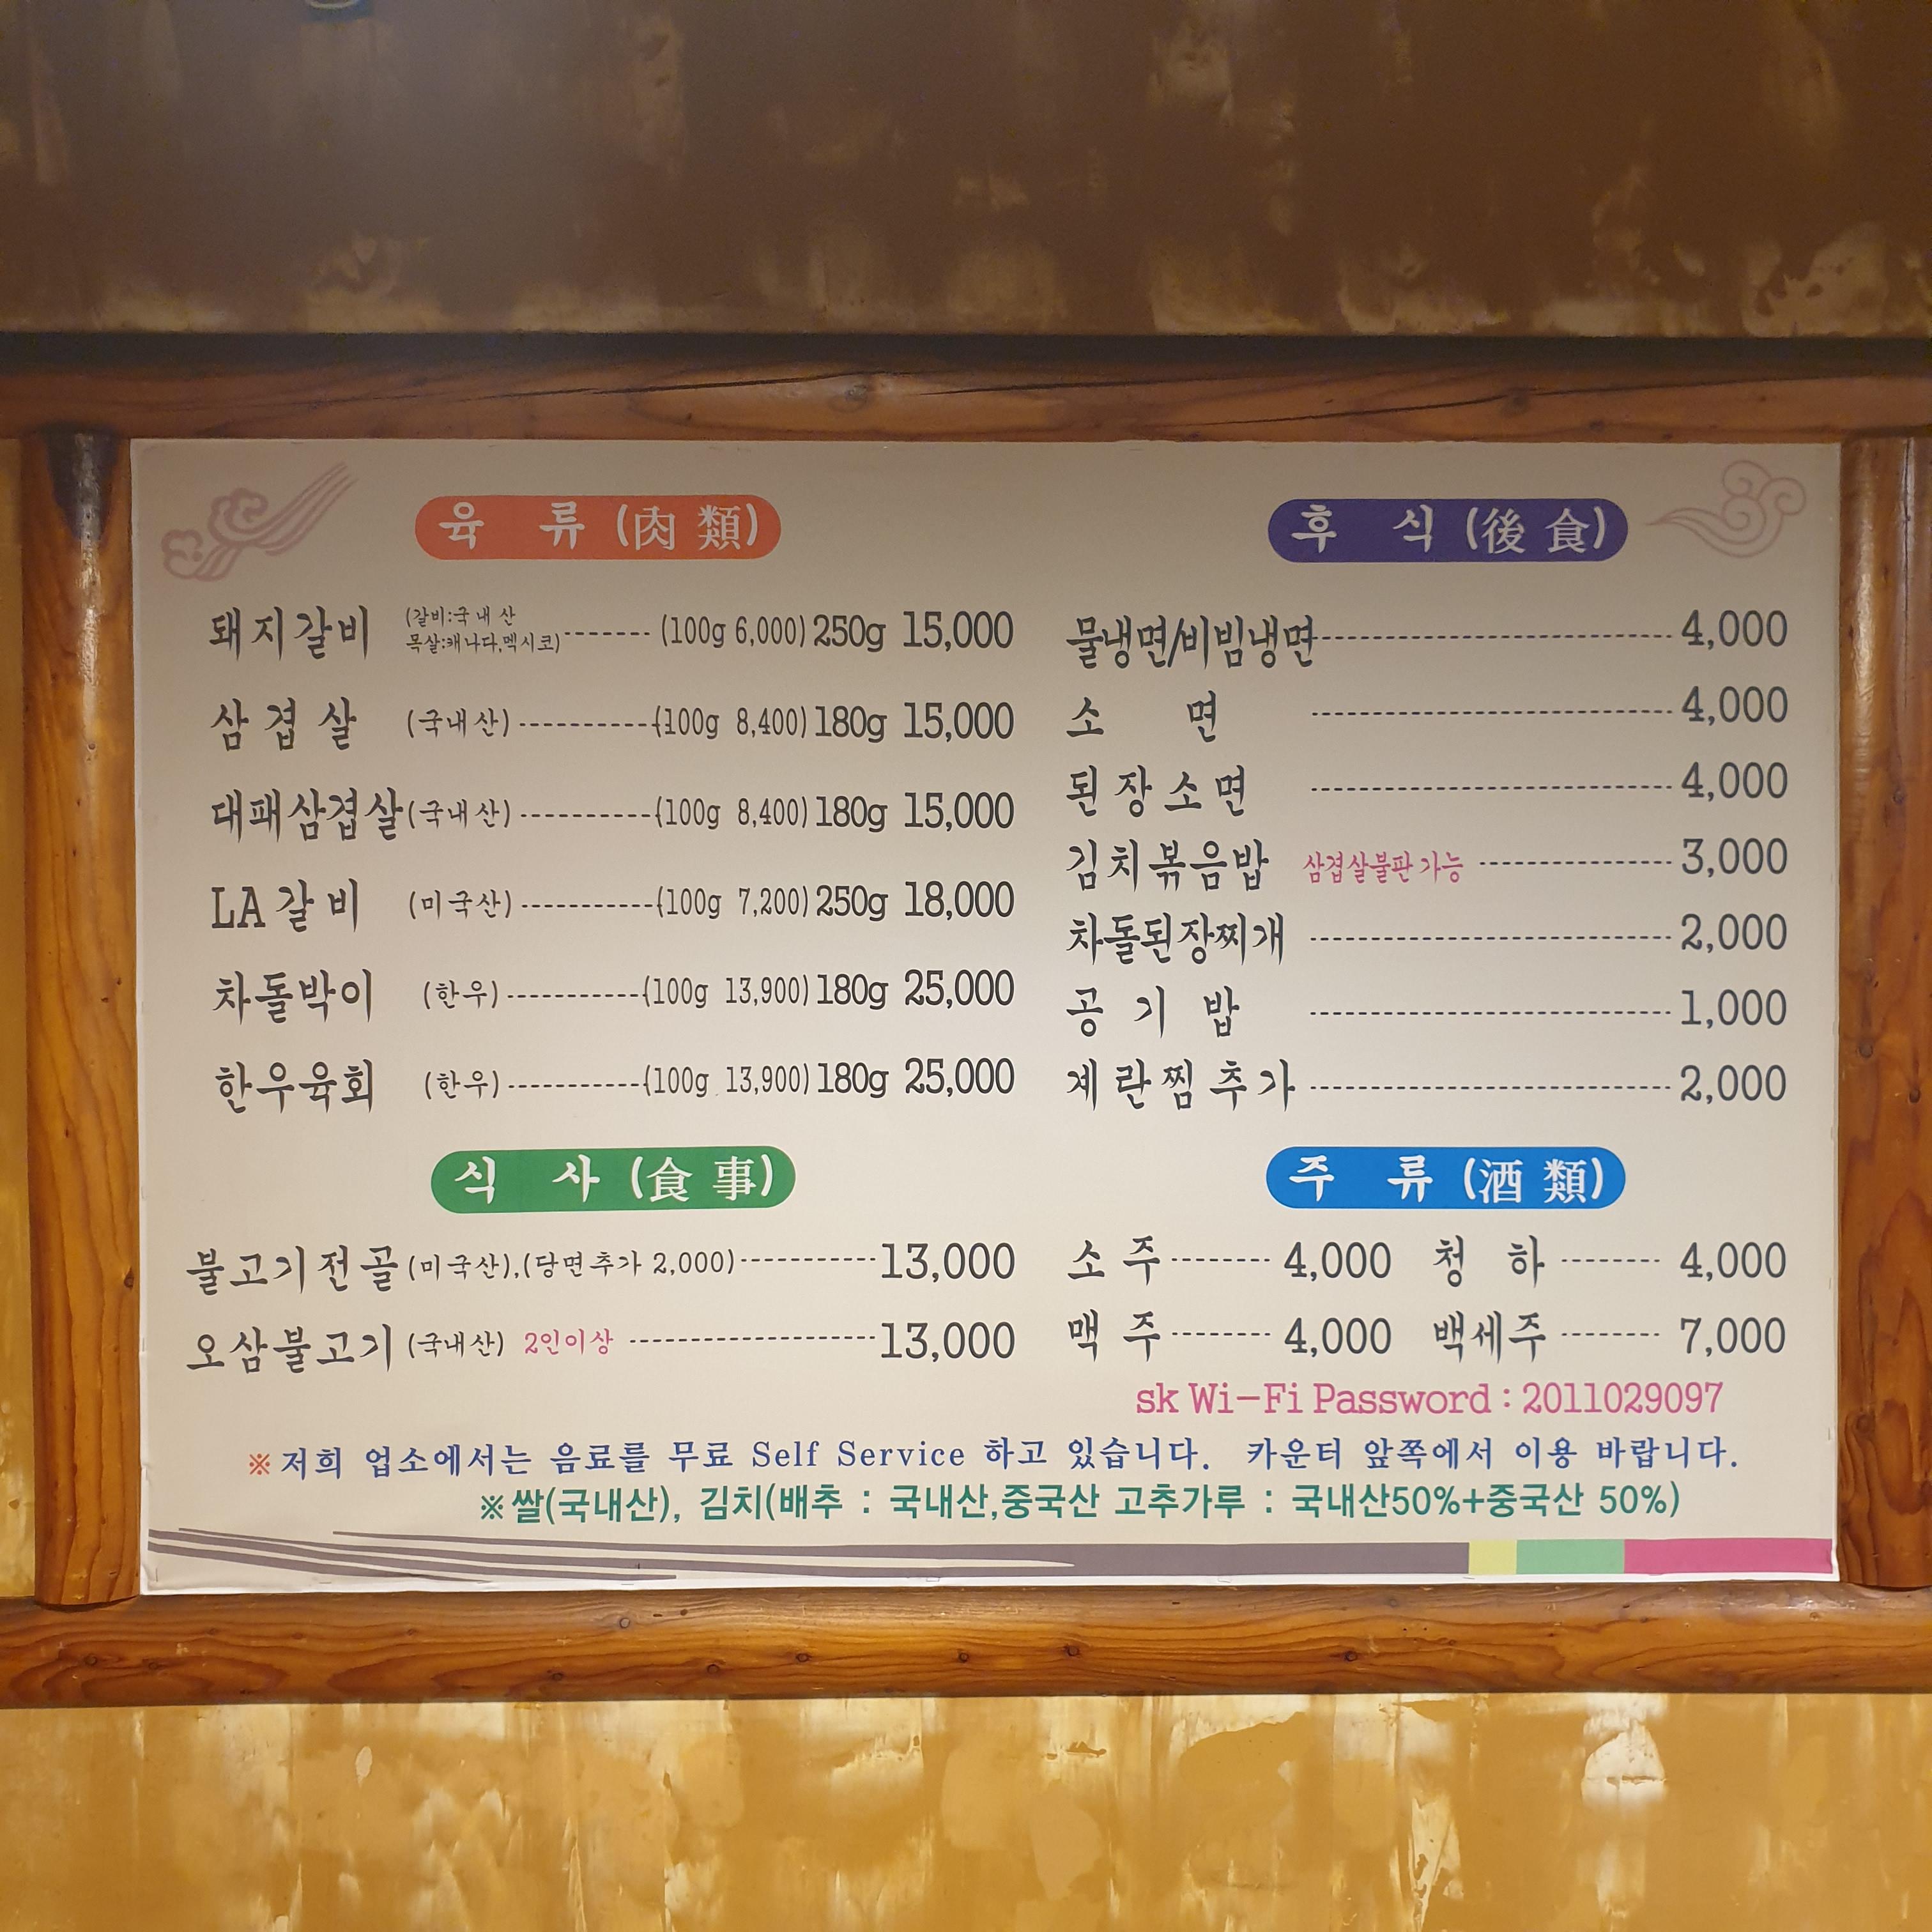 육 류 (肉 類)
돼지갈비 (갈비:국내산 목살:캐나다,멕시코) (100g 6,000) 250g 15,000
삼겹살 (국내산) (100g 8,400) 180g 15,000
대패삼겹살 (국내산) (100g 8,400) 180g 15,000
LA갈비 (미국산) (100g 7,200) 250g 18,000
차돌박이 (한우) (100g 13,900) 180g 25,000
한우육회 (한우) (100g 13,900) 180g 25,000
식 사 (食 事)
불고기전골 (미국산),(당면추가 2,000) 13,000
오삼불고기 (국내산) 2인이상 13,000
후 식 (後 食)
물냉면/비빔냉면 4,000
소 면 4,000
된장소면 4,000
김치볶음밥 삼겹살불판 가능 3,000
차돌된장찌개 2,000
공기밥 1,000
계란찜추가 2,000
주 류 (酒 類)
소 주 4,000 청 하 4,000
맥 주 4,000 백세주 7,000
sk Wi-Fi Password : 2011029097
※저희 업소에서는 음료를 무료 Self Service 하고 있습니다. 카운터 앞쪽에서 이용 바랍니다.
※쌀(국내산), 김치(배추 : 국내산,중국산 고추가루 : 국내산50%+중국산 50%)